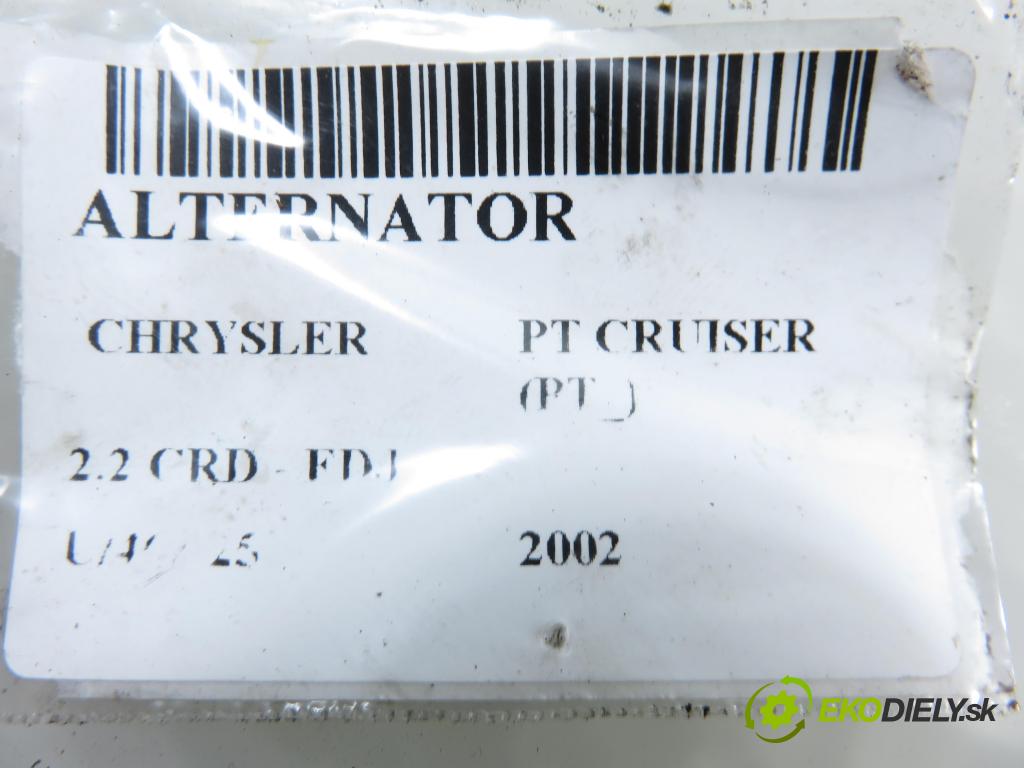 ALTERNATOR
CHRYSLER PT CRUISER
(PT_)
2.2 CRD - EDJ
2002
EKODIELY.sk